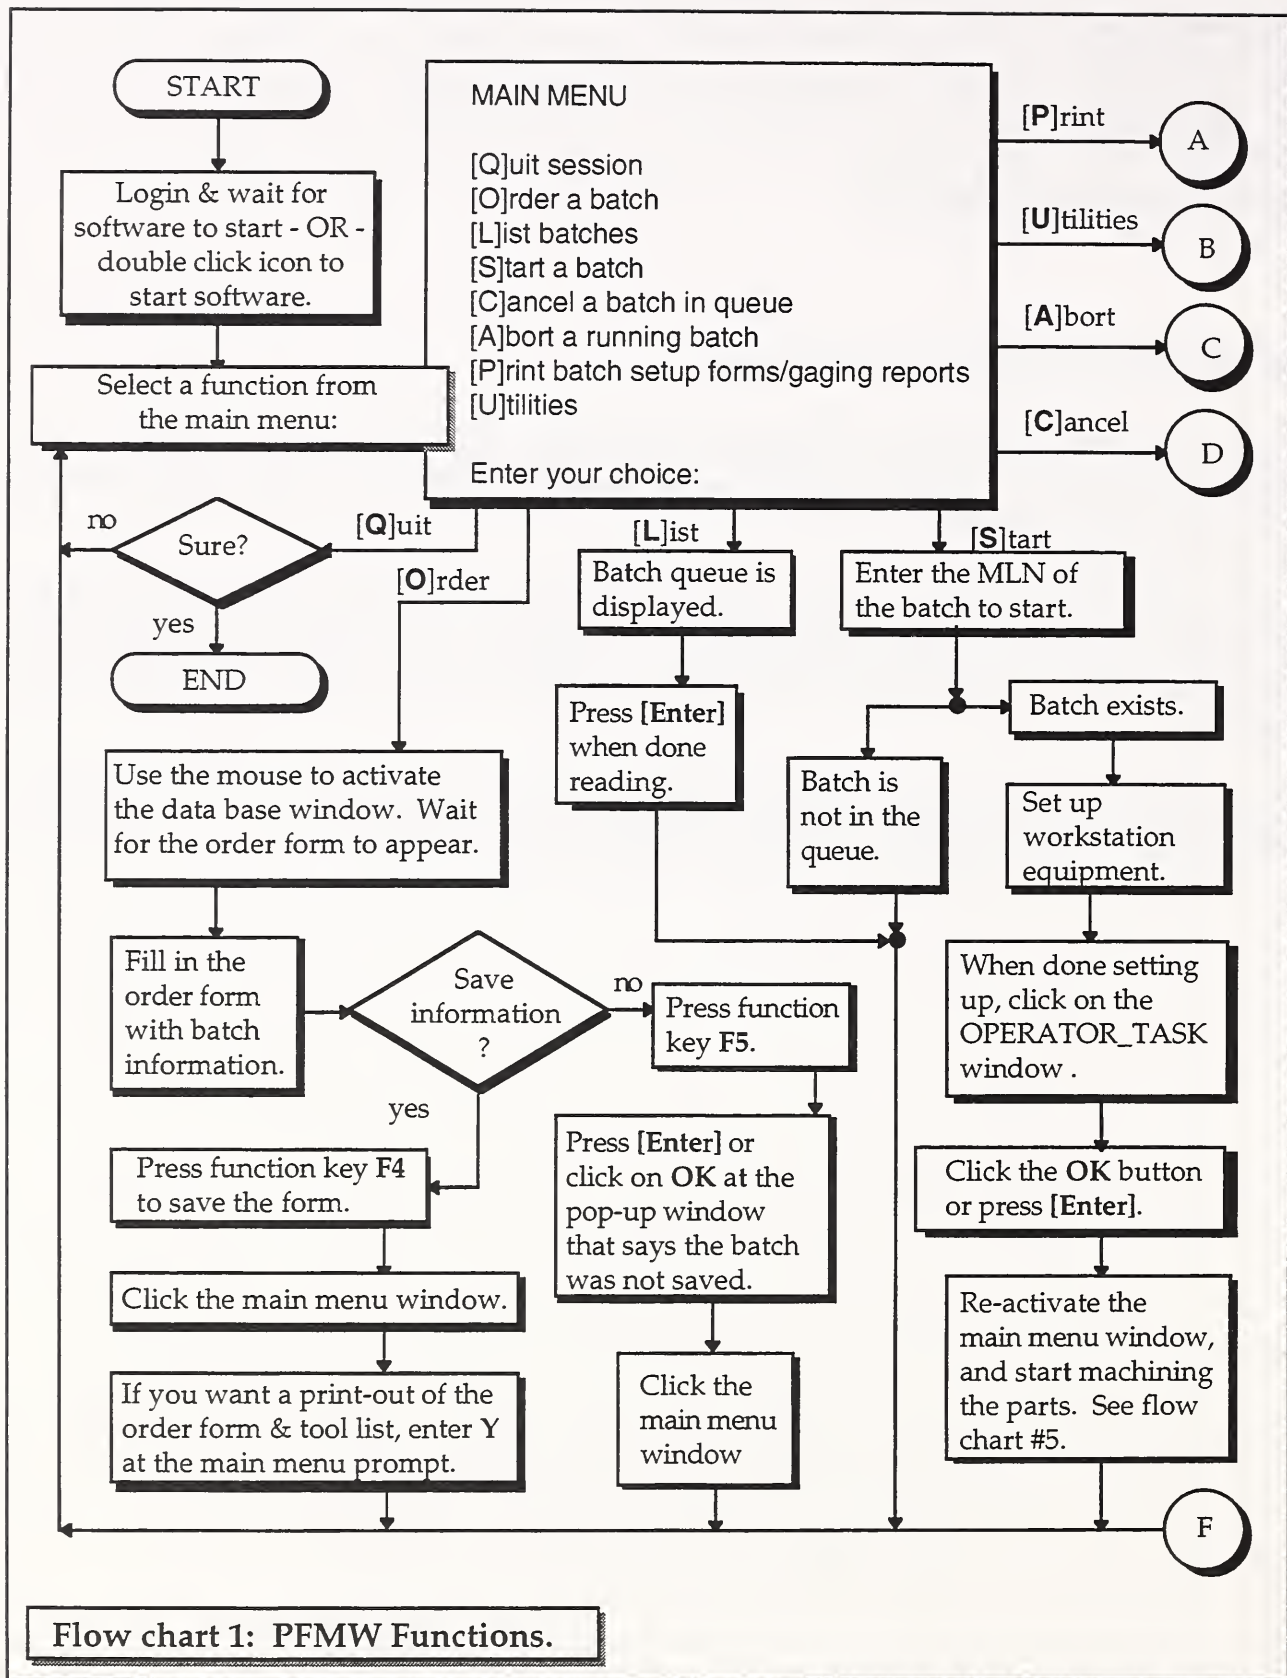 START
Login & wait for
software to start - OR -
double click icon to
start software.
Select a function from
the main menu:
MAIN MENU
[Q]uit session
[O]rder a batch
[L]ist batches
[S]tart a batch
[C]ancel a batch in queue
[A]bort a running batch
[P]rint batch setup forms/gaging reports
[U]tilities
Enter your choice:
[P]rint
A
[U]tilities
B
[A]bort
C
[C]ancel
D
no
Sure?
[Q]uit
yes
END
[O]rder
[L]ist
[S]tart
Batch queue is
displayed.
Enter the MLN of
the batch to start.
Press [Enter]
when done
reading.
Batch exists.
Batch is
not in the
queue.
Set up
workstation
equipment.
Use the mouse to activate
the data base window. Wait
for the order form to appear.
Fill in the
order form
with batch
information.
Save
information
?
no
yes
Press function
key F5.
When done setting
up, click on the
OPERATOR_TASK
window .
Press function key F4
to save the form.
Press [Enter] or
click on OK at the
pop-up window
that says the batch
was not saved.
Click the OK button
or press [Enter].
Click the main menu window.
Re-activate the
main menu window,
and start machining
the parts. See flow
chart #5.
If you want a print-out of the
order form & tool list, enter Y
at the main menu prompt.
Click the
main menu
window
F
Flow chart 1: PFMW Functions.